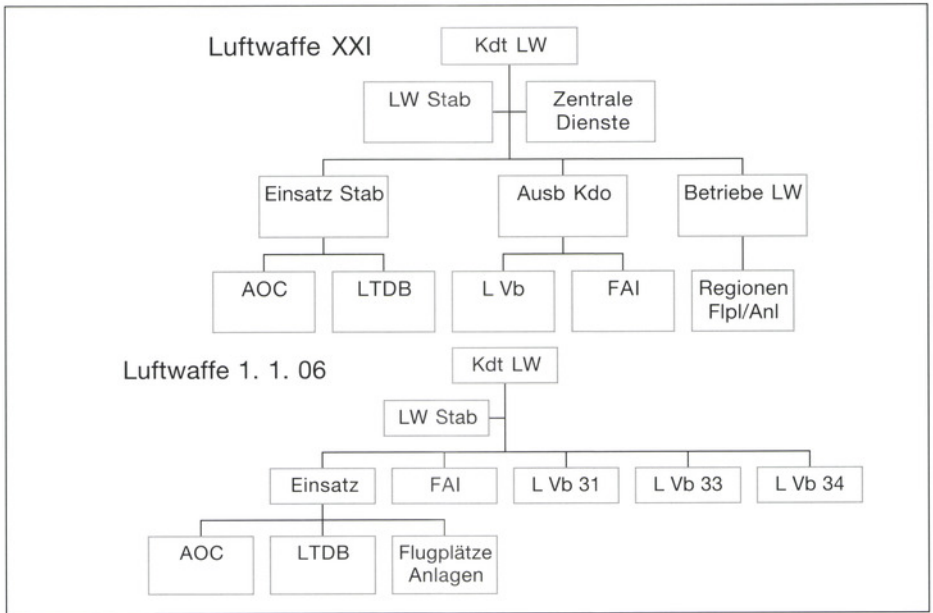 Luftwaffe XXI
Kdt LW
LW Stab
Zentrale
Dienste
Einsatz Stab
Ausb Kdo
Betriebe LW
AOC
LTDB
L Vb
FAI
Regionen
Flpl/Anl
Luftwaffe 1. 1. 06
Kdt LW
LW Stab
Einsatz
FAI
L Vb 31
L Vb 33
L Vb 34
AOC
LTDB
Flugplätze
Anlagen